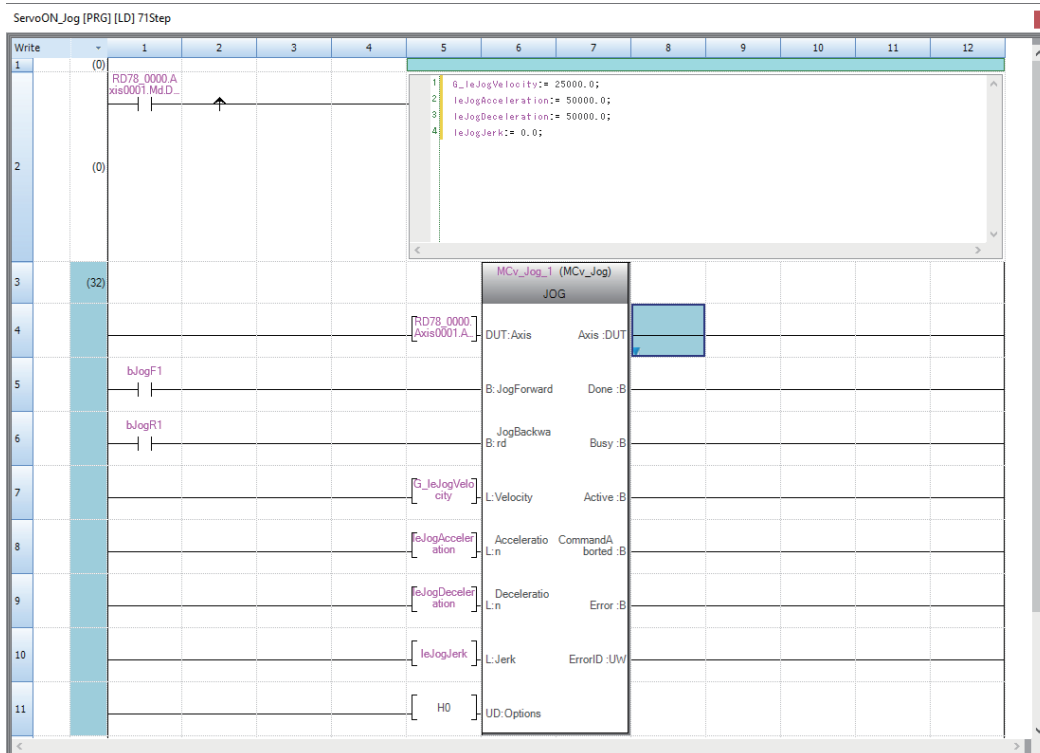 ServoON_Jog [PRG] [LD] 71Step
Write 1 2 3 4 5 6 7 8 9 10 11 12
1 (0)
RD78_0000.A
xis0001.Md.D...
2 (0)
1 G_leJogVelocity:= 25000.0;
2 leJogAcceleration:= 50000.0;
3 leJogDeceleration:= 50000.0;
4 leJogJerk:= 0.0;
3 (32)
MCv_Jog_1 (MCv_Jog)
JOG
4
RD78_0000.
Axis0001.A...
DUT:Axis Axis :DUT
5
bJogF1
B:JogForward Done :B
6
bJogR1
JogBackwa
B:rd Busy :B
7
G_leJogVelo
city
L:Velocity Active :B
8
leJogAcceler
ation
Acceleratio CommandA
L:n borted :B
9
leJogDeceler
ation
Deceleratio
L:n Error :B
10
leJogJerk
L:Jerk ErrorID :UW
11
H0
UD:Options